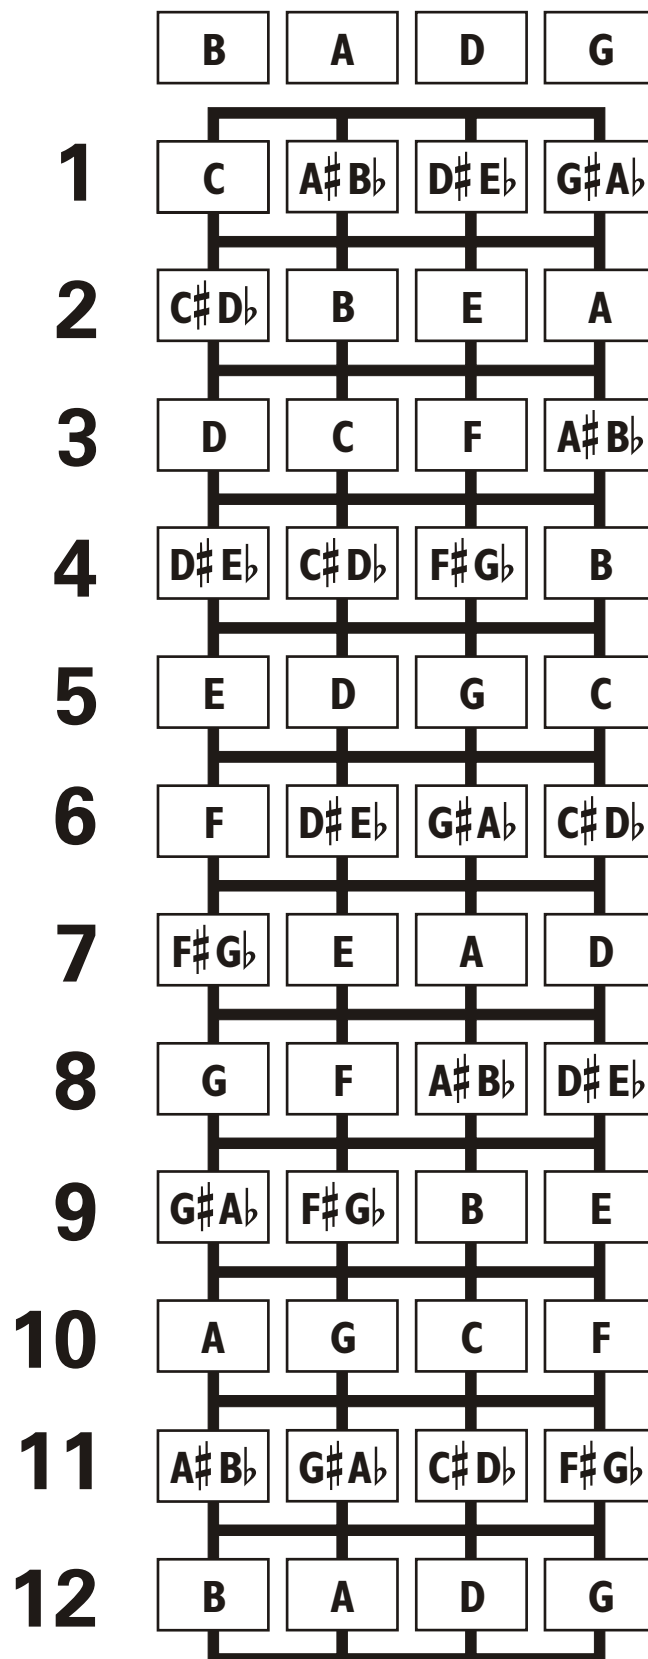 B A D G
1 C A♯B♭ D♯E♭ G♯A♭
2 C♯D♭ B E A
3 D C F A♯B♭
4 D♯E♭ C♯D♭ F♯G♭ B
5 E D G C
6 F D♯E♭ G♯A♭ C♯D♭
7 F♯G♭ E A D
8 G F A♯B♭ D♯E♭
9 G♯A♭ F♯G♭ B E
10 A G C F
11 A♯B♭ G♯A♭ C♯D♭ F♯G♭
12 B A D G